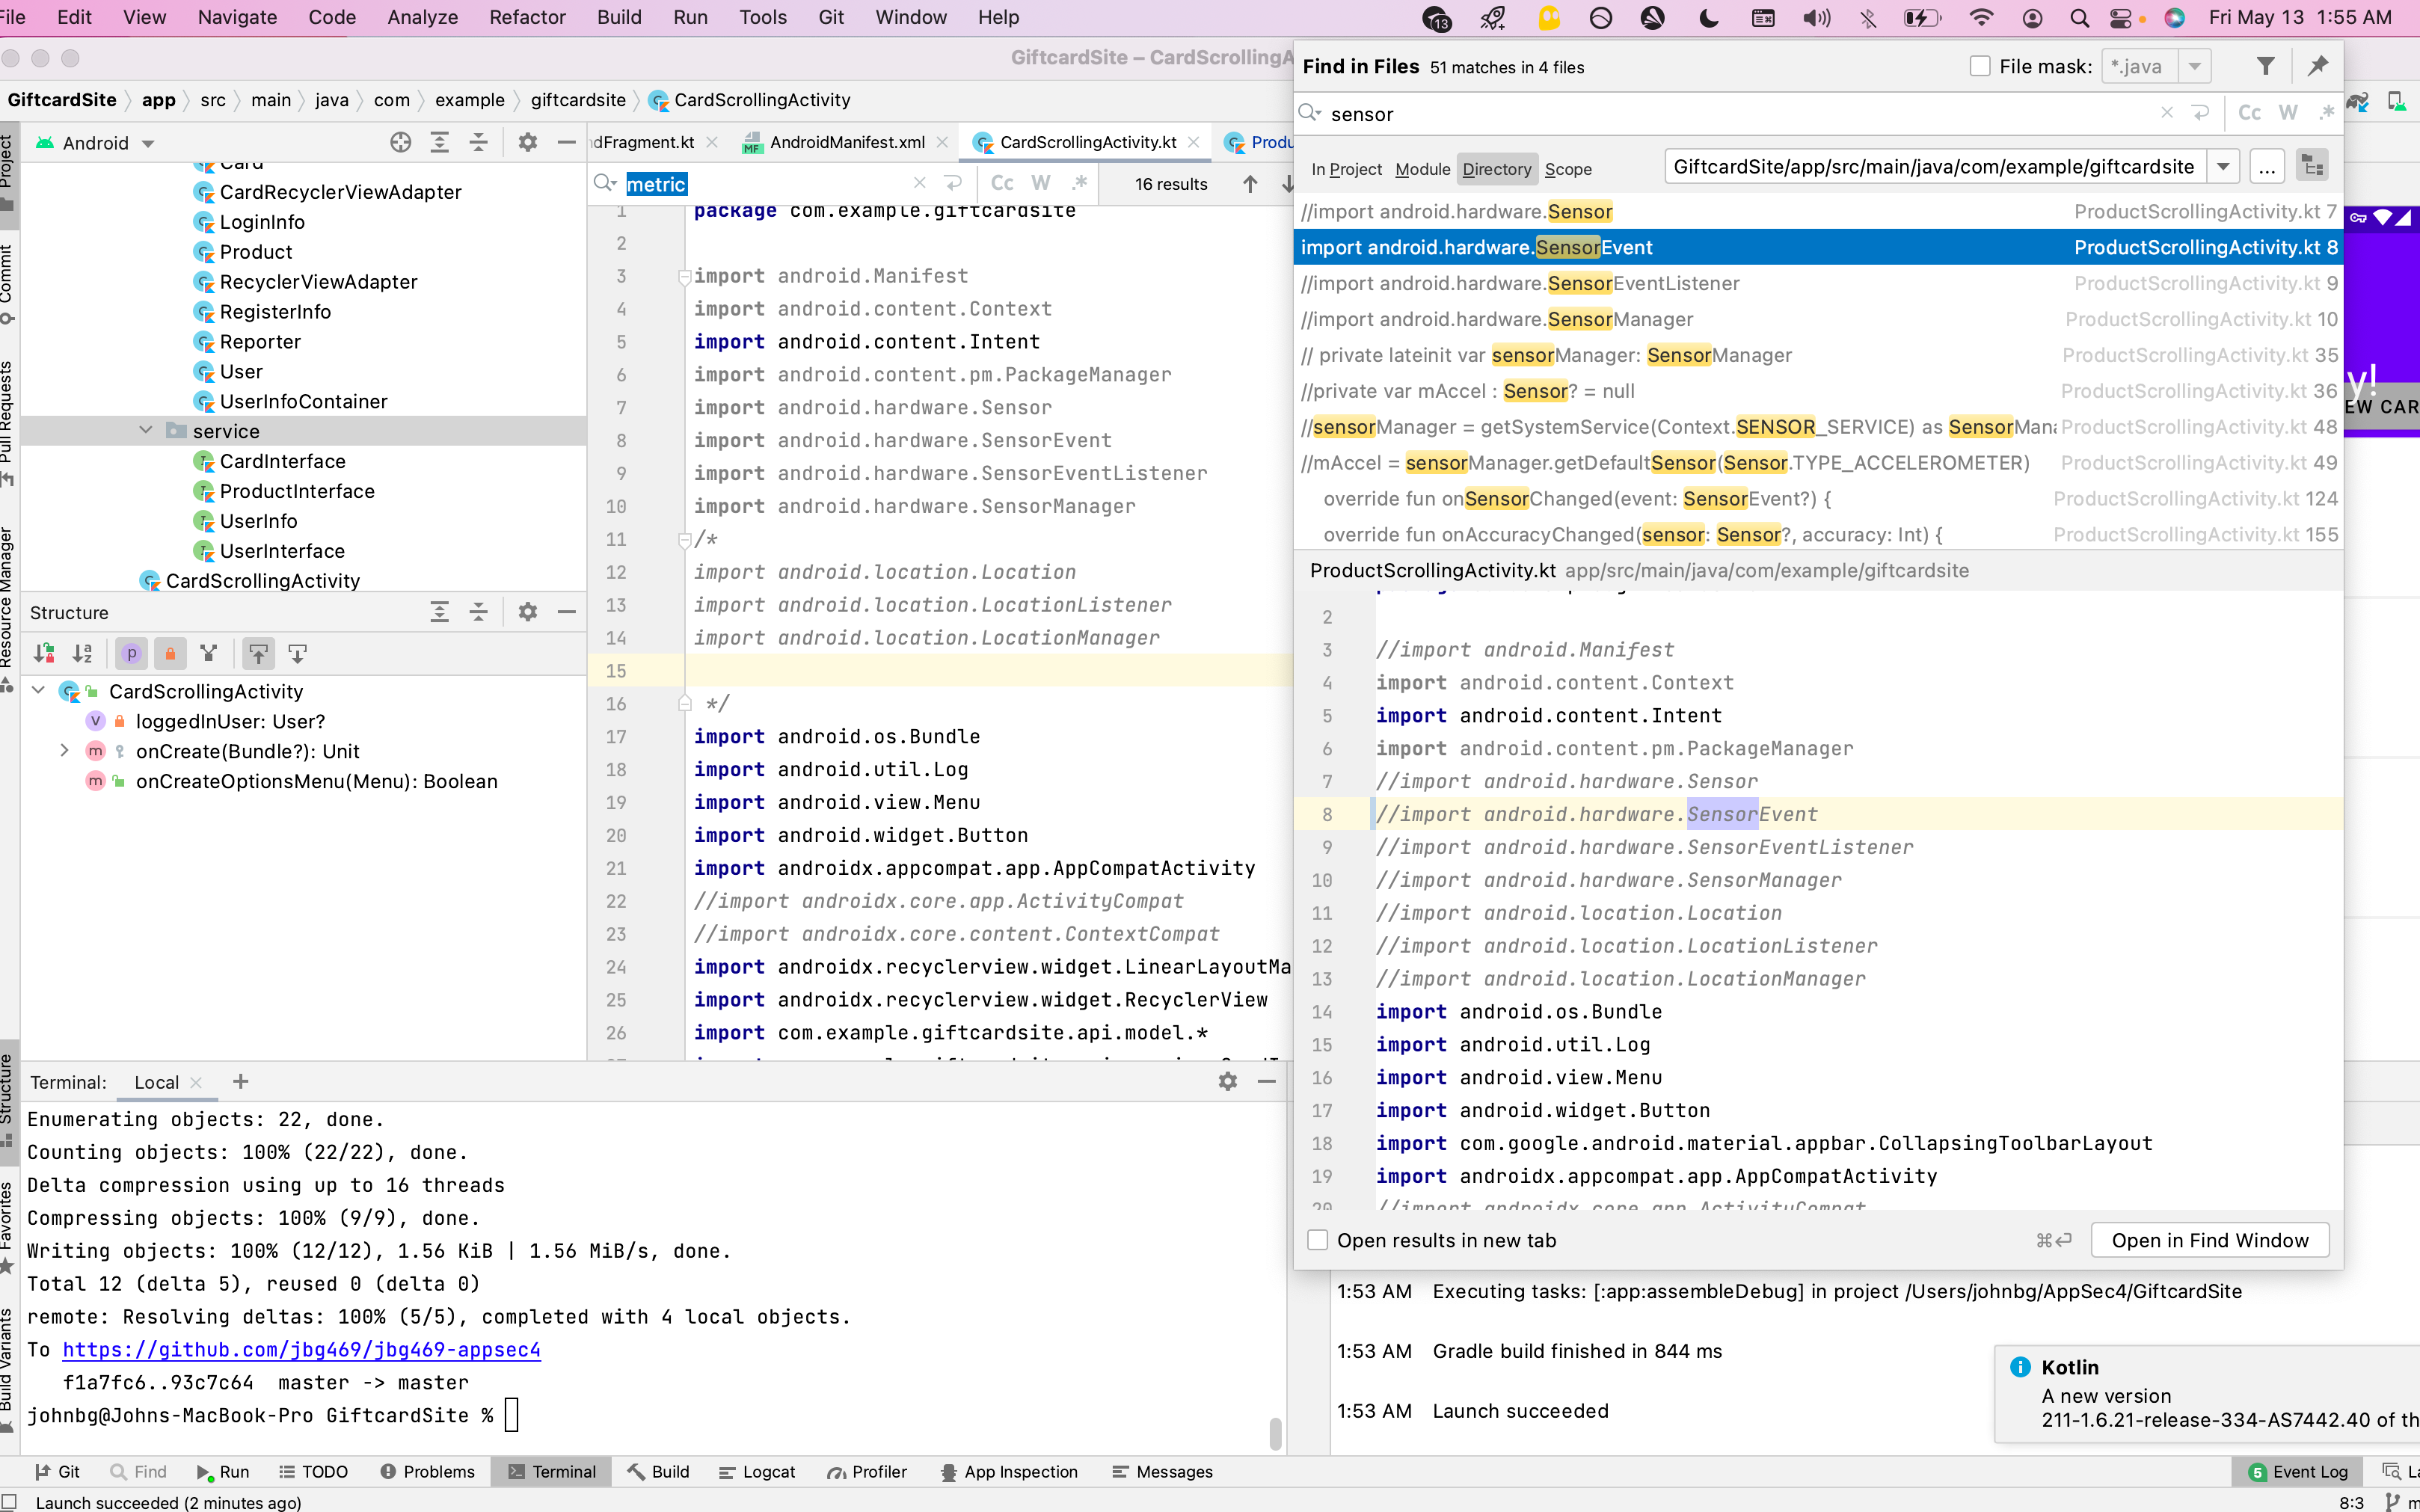 File Edit View Navigate Code Analyze Refactor Build Run Tools Git Window Help
13
Fri May 13 1:55 AM
GiftcardSite – CardScrollingA
GiftcardSite app src main java com example giftcardsite CardScrollingActivity
Android
Card
CardRecyclerViewAdapter
LoginInfo
Product
RecyclerViewAdapter
RegisterInfo
Reporter
User
UserInfoContainer
service
CardInterface
ProductInterface
UserInfo
UserInterface
CardScrollingActivity
Project
Commit
Pull Requests
Resource Manager
Structure
Favorites
Build Variants
Structure
CardScrollingActivity
loggedInUser: User?
onCreate(Bundle?): Unit
onCreateOptionsMenu(Menu): Boolean
ndFragment.kt AndroidManifest.xml CardScrollingActivity.kt Produ
metric Cc W .* 16 results
1 package com.example.giftcardsite
2
3 import android.Manifest
4 import android.content.Context
5 import android.content.Intent
6 import android.content.pm.PackageManager
7 import android.hardware.Sensor
8 import android.hardware.SensorEvent
9 import android.hardware.SensorEventListener
10 import android.hardware.SensorManager
11 /*
12 import android.location.Location
13 import android.location.LocationListener
14 import android.location.LocationManager
15
16 */
17 import android.os.Bundle
18 import android.util.Log
19 import android.view.Menu
20 import android.widget.Button
21 import androidx.appcompat.app.AppCompatActivity
22 //import androidx.core.app.ActivityCompat
23 //import androidx.core.content.ContextCompat
24 import androidx.recyclerview.widget.LinearLayoutMa
25 import androidx.recyclerview.widget.RecyclerView
26 import com.example.giftcardsite.api.model.*
Find in Files 51 matches in 4 files File mask: *.java
sensor Cc W .*
In Project Module Directory Scope GiftcardSite/app/src/main/java/com/example/giftcardsite ...
//import android.hardware.Sensor ProductScrollingActivity.kt 7
import android.hardware.SensorEvent ProductScrollingActivity.kt 8
//import android.hardware.SensorEventListener ProductScrollingActivity.kt 9
//import android.hardware.SensorManager ProductScrollingActivity.kt 10
// private lateinit var sensorManager: SensorManager ProductScrollingActivity.kt 35
//private var mAccel : Sensor? = null ProductScrollingActivity.kt 36
//sensorManager = getSystemService(Context.SENSOR_SERVICE) as SensorMana ProductScrollingActivity.kt 48
//mAccel = sensorManager.getDefaultSensor(Sensor.TYPE_ACCELEROMETER) ProductScrollingActivity.kt 49
override fun onSensorChanged(event: SensorEvent?) { ProductScrollingActivity.kt 124
override fun onAccuracyChanged(sensor: Sensor?, accuracy: Int) { ProductScrollingActivity.kt 155
ProductScrollingActivity.kt app/src/main/java/com/example/giftcardsite
2
3 //import android.Manifest
4 import android.content.Context
5 import android.content.Intent
6 import android.content.pm.PackageManager
7 //import android.hardware.Sensor
8 //import android.hardware.SensorEvent
9 //import android.hardware.SensorEventListener
10 //import android.hardware.SensorManager
11 //import android.location.Location
12 //import android.location.LocationListener
13 //import android.location.LocationManager
14 import android.os.Bundle
15 import android.util.Log
16 import android.view.Menu
17 import android.widget.Button
18 import com.google.android.material.appbar.CollapsingToolbarLayout
19 import androidx.appcompat.app.AppCompatActivity
20 //import androidx.core.app.ActivityCompat
Open results in new tab ⌘↩ Open in Find Window
y!
EW CAR
Terminal: Local
Enumerating objects: 22, done.
Counting objects: 100% (22/22), done.
Delta compression using up to 16 threads
Compressing objects: 100% (9/9), done.
Writing objects: 100% (12/12), 1.56 KiB | 1.56 MiB/s, done.
Total 12 (delta 5), reused 0 (delta 0)
remote: Resolving deltas: 100% (5/5), completed with 4 local objects.
To https://github.com/jbg469/jbg469-appsec4
f1a7fc6..93c7c64 master -> master
johnbg@Johns-MacBook-Pro GiftcardSite %
1:53 AM Executing tasks: [:app:assembleDebug] in project /Users/johnbg/AppSec4/GiftcardSite
1:53 AM Gradle build finished in 844 ms
1:53 AM Launch succeeded
Kotlin
A new version
211-1.6.21-release-334-AS7442.40 of th
Git Find Run TODO Problems Terminal Build Logcat Profiler App Inspection Messages 5 Event Log La
Launch succeeded (2 minutes ago) 8:3 m